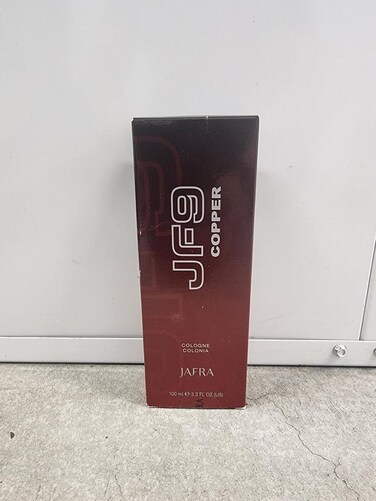 JF9
COPPER
COLOGNE
COLONIA
JAFRA
100 ml ℮ 3.3 FL OZ (US)